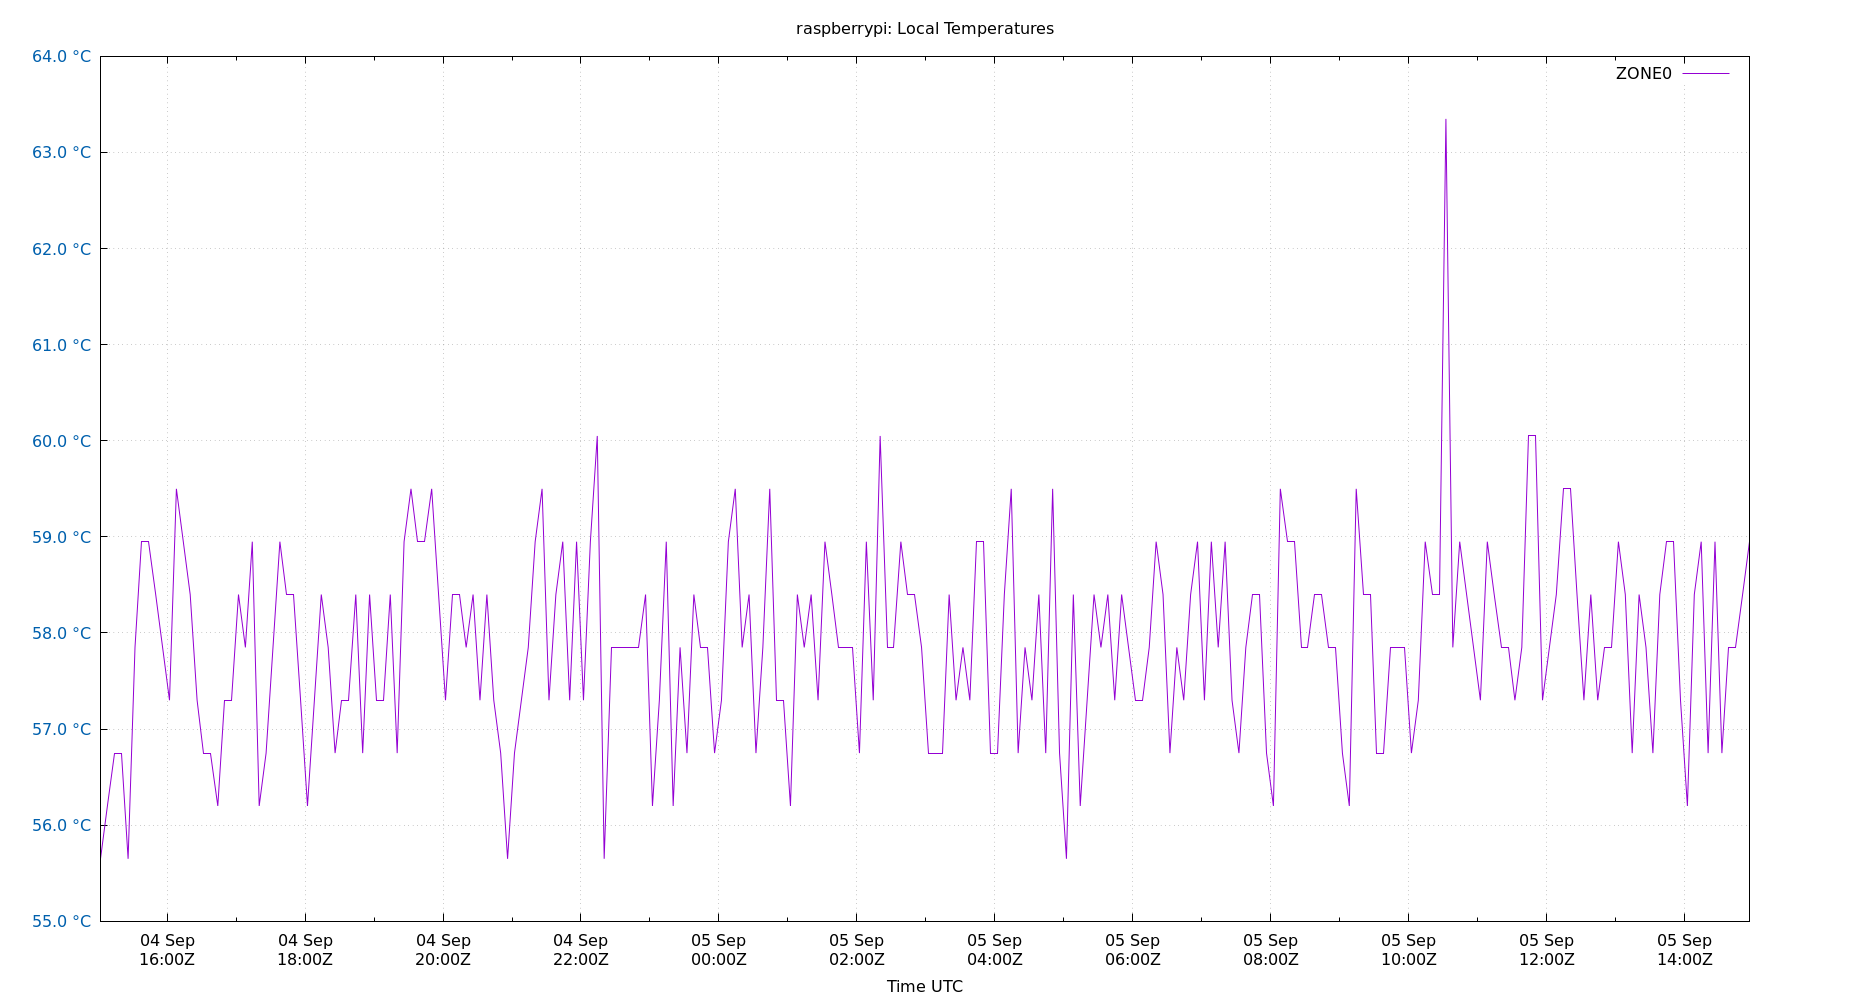 raspberrypi: Local Temperatures
64.0 °C
63.0 °C
62.0 °C
61.0 °C
60.0 °C
59.0 °C
58.0 °C
57.0 °C
56.0 °C
55.0 °C
ZONE0
04 Sep
16:00Z
04 Sep
18:00Z
04 Sep
20:00Z
04 Sep
22:00Z
05 Sep
00:00Z
05 Sep
02:00Z
05 Sep
04:00Z
05 Sep
06:00Z
05 Sep
08:00Z
05 Sep
10:00Z
05 Sep
12:00Z
05 Sep
14:00Z
Time UTC